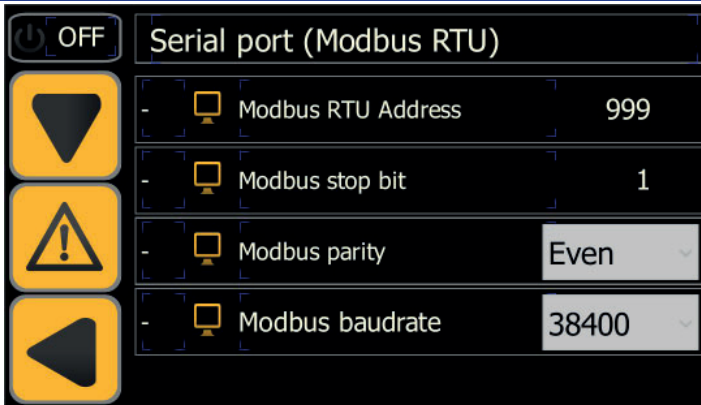 OFF
Serial port (Modbus RTU)
- Modbus RTU Address 999
- Modbus stop bit 1
- Modbus parity Even
- Modbus baudrate 38400